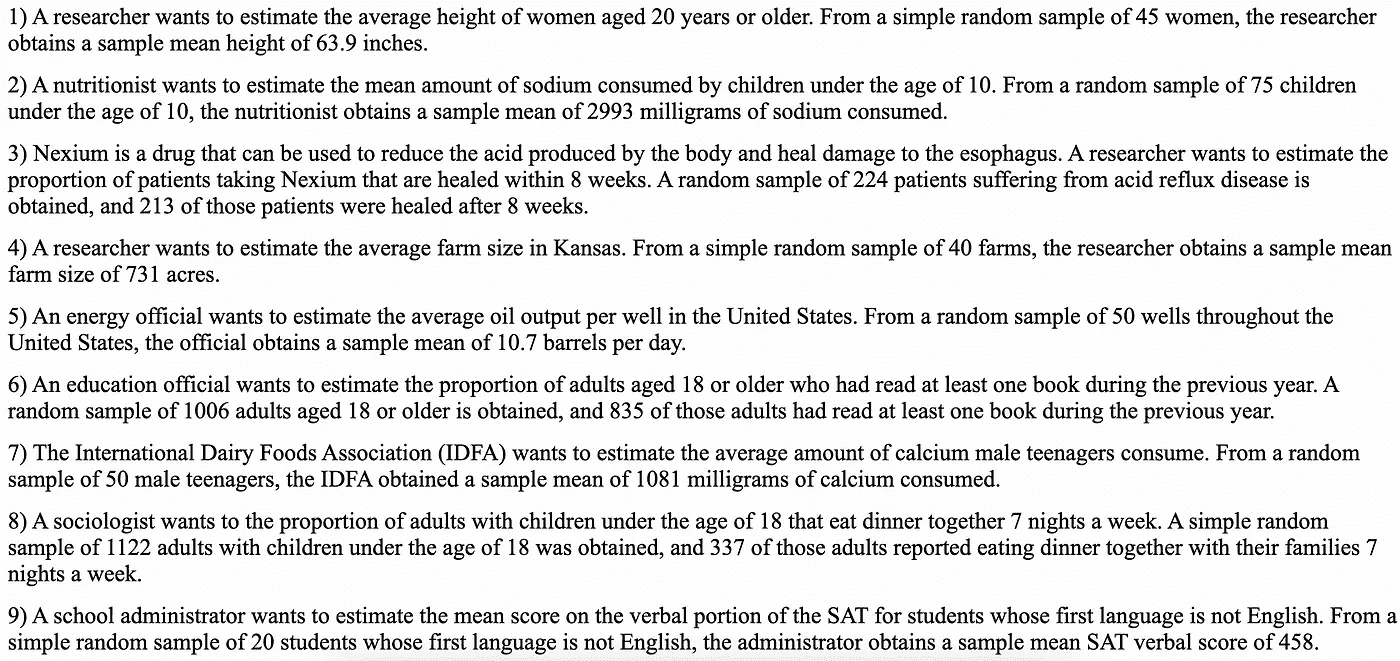 1) A researcher wants to estimate the average height of women aged 20 years or older. From a simple random sample of 45 women, the researcher
obtains a sample mean height of 63.9 inches.
2) A nutritionist wants to estimate the mean amount of sodium consumed by children under the age of 10. From a random sample of 75 children
under the age of 10, the nutritionist obtains a sample mean of 2993 milligrams of sodium consumed.
3) Nexium is a drug that can be used to reduce the acid produced by the body and heal damage to the esophagus. A researcher wants to estimate the
proportion of patients taking Nexium that are healed within 8 weeks. A random sample of 224 patients suffering from acid reflux disease is
obtained, and 213 of those patients were healed after 8 weeks.
4) A researcher wants to estimate the average farm size in Kansas. From a simple random sample of 40 farms, the researcher obtains a sample mean
farm size of 731 acres.
5) An energy official wants to estimate the average oil output per well in the United States. From a random sample of 50 wells throughout the
United States, the official obtains a sample mean of 10.7 barrels per day.
6) An education official wants to estimate the proportion of adults aged 18 or older who had read at least one book during the previous year. A
random sample of 1006 adults aged 18 or older is obtained, and 835 of those adults had read at least one book during the previous year.
7) The International Dairy Foods Association (IDFA) wants to estimate the average amount of calcium male teenagers consume. From a random
sample of 50 male teenagers, the IDFA obtained a sample mean of 1081 milligrams of calcium consumed.
8) A sociologist wants to the proportion of adults with children under the age of 18 that eat dinner together 7 nights a week. A simple random
sample of 1122 adults with children under the age of 18 was obtained, and 337 of those adults reported eating dinner together with their families 7
nights a week.
9) A school administrator wants to estimate the mean score on the verbal portion of the SAT for students whose first language is not English. From a
simple random sample of 20 students whose first language is not English, the administrator obtains a sample mean SAT verbal score of 458.